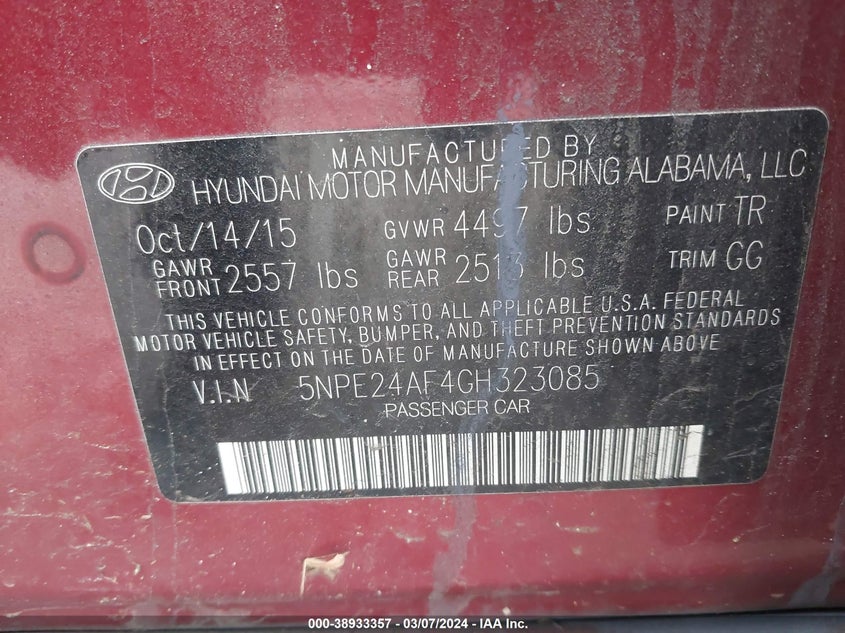 MANUFACTURED BY
HYUNDAI MOTOR MANUFACTURING ALABAMA, LLC
Oct/14/15 GVWR 4497 lbs PAINT TR
GAWR FRONT 2557 lbs GAWR REAR 2513 lbs TRIM GG
THIS VEHICLE CONFORMS TO ALL APPLICABLE U.S.A. FEDERAL
MOTOR VEHICLE SAFETY, BUMPER, AND THEFT PREVENTION STANDARDS
IN EFFECT ON THE DATE OF MANUFACTURE SHOWN ABOVE
V.I.N 5NPE24AF4GH323085
PASSENGER CAR
000-38933357 - 03/07/2024 - IAA Inc.